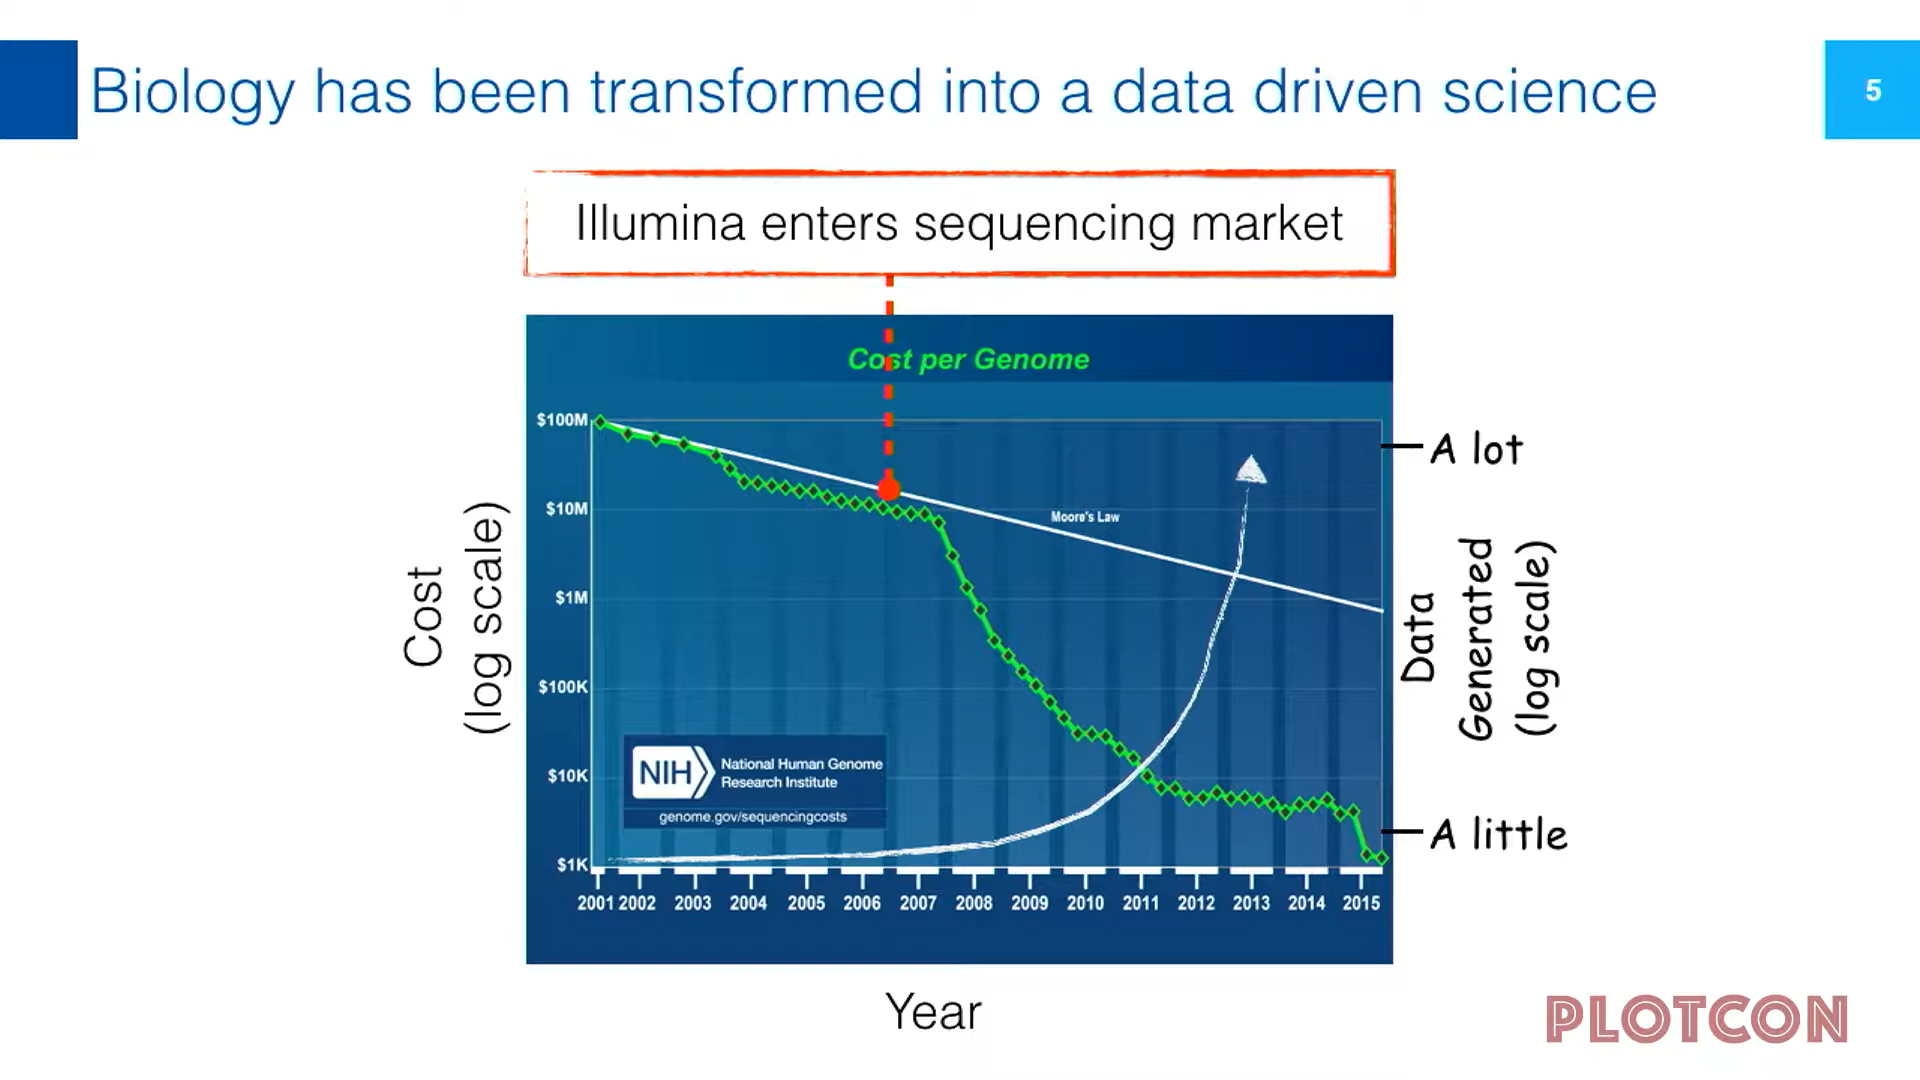 Biology has been transformed into a data driven science
5
Illumina enters sequencing market
Cost per Genome
$100M
$10M
$1M
$100K
$10K
$1K
Moore's Law
Cost
(log scale)
A lot
Data
Generated
(log scale)
A little
NIH
National Human Genome
Research Institute
genome.gov/sequencingcosts
2001 2002 2003 2004 2005 2006 2007 2008 2009 2010 2011 2012 2013 2014 2015
Year
PLOTCON